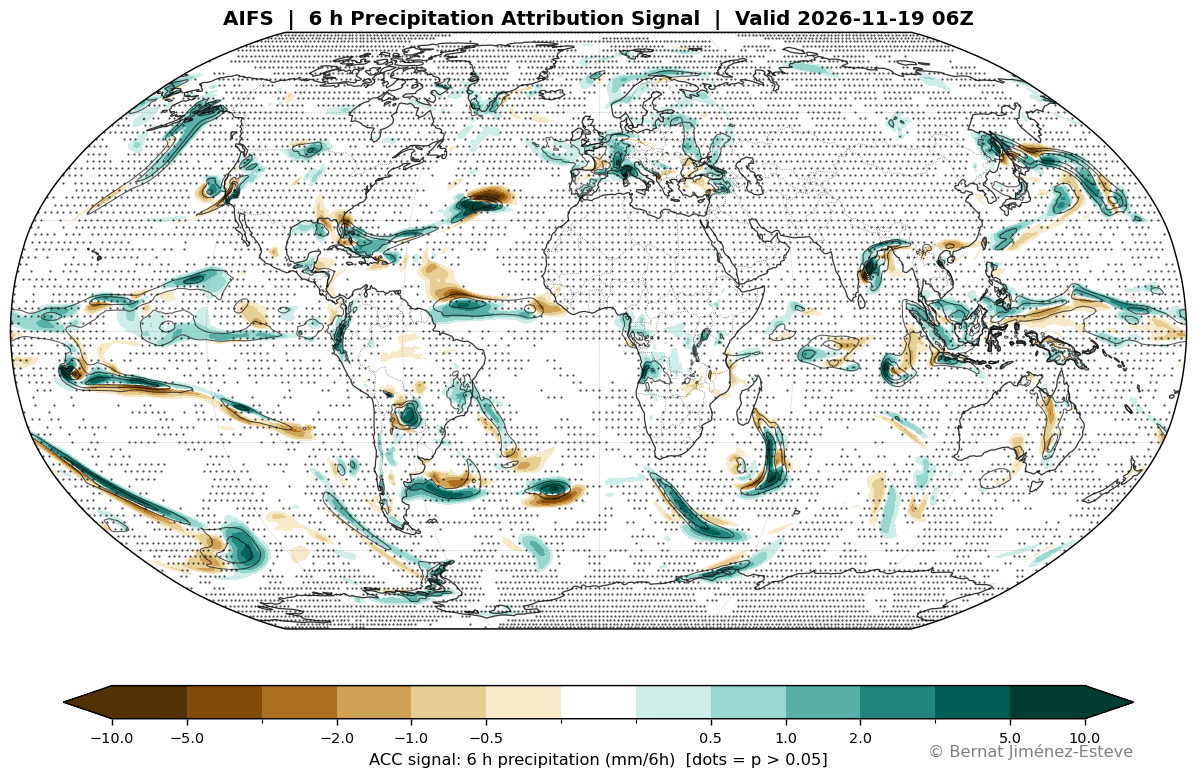 AIFS | 6 h Precipitation Attribution Signal | Valid 2026-11-19 06Z
−10.0 −5.0 −2.0 −1.0 −0.5 0.5 1.0 2.0 5.0 10.0
ACC signal: 6 h precipitation (mm/6h) [dots = p > 0.05]
© Bernat Jiménez-Esteve